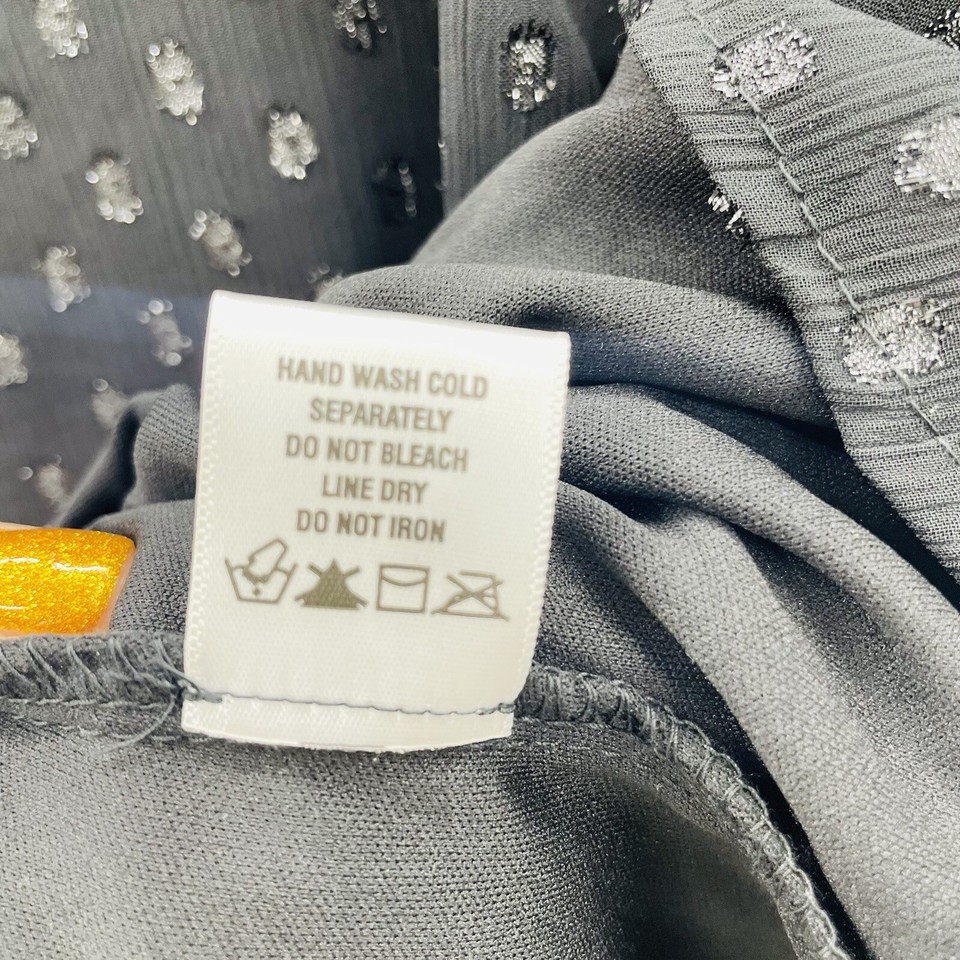 HAND WASH COLD
SEPARATELY
DO NOT BLEACH
LINE DRY
DO NOT IRON